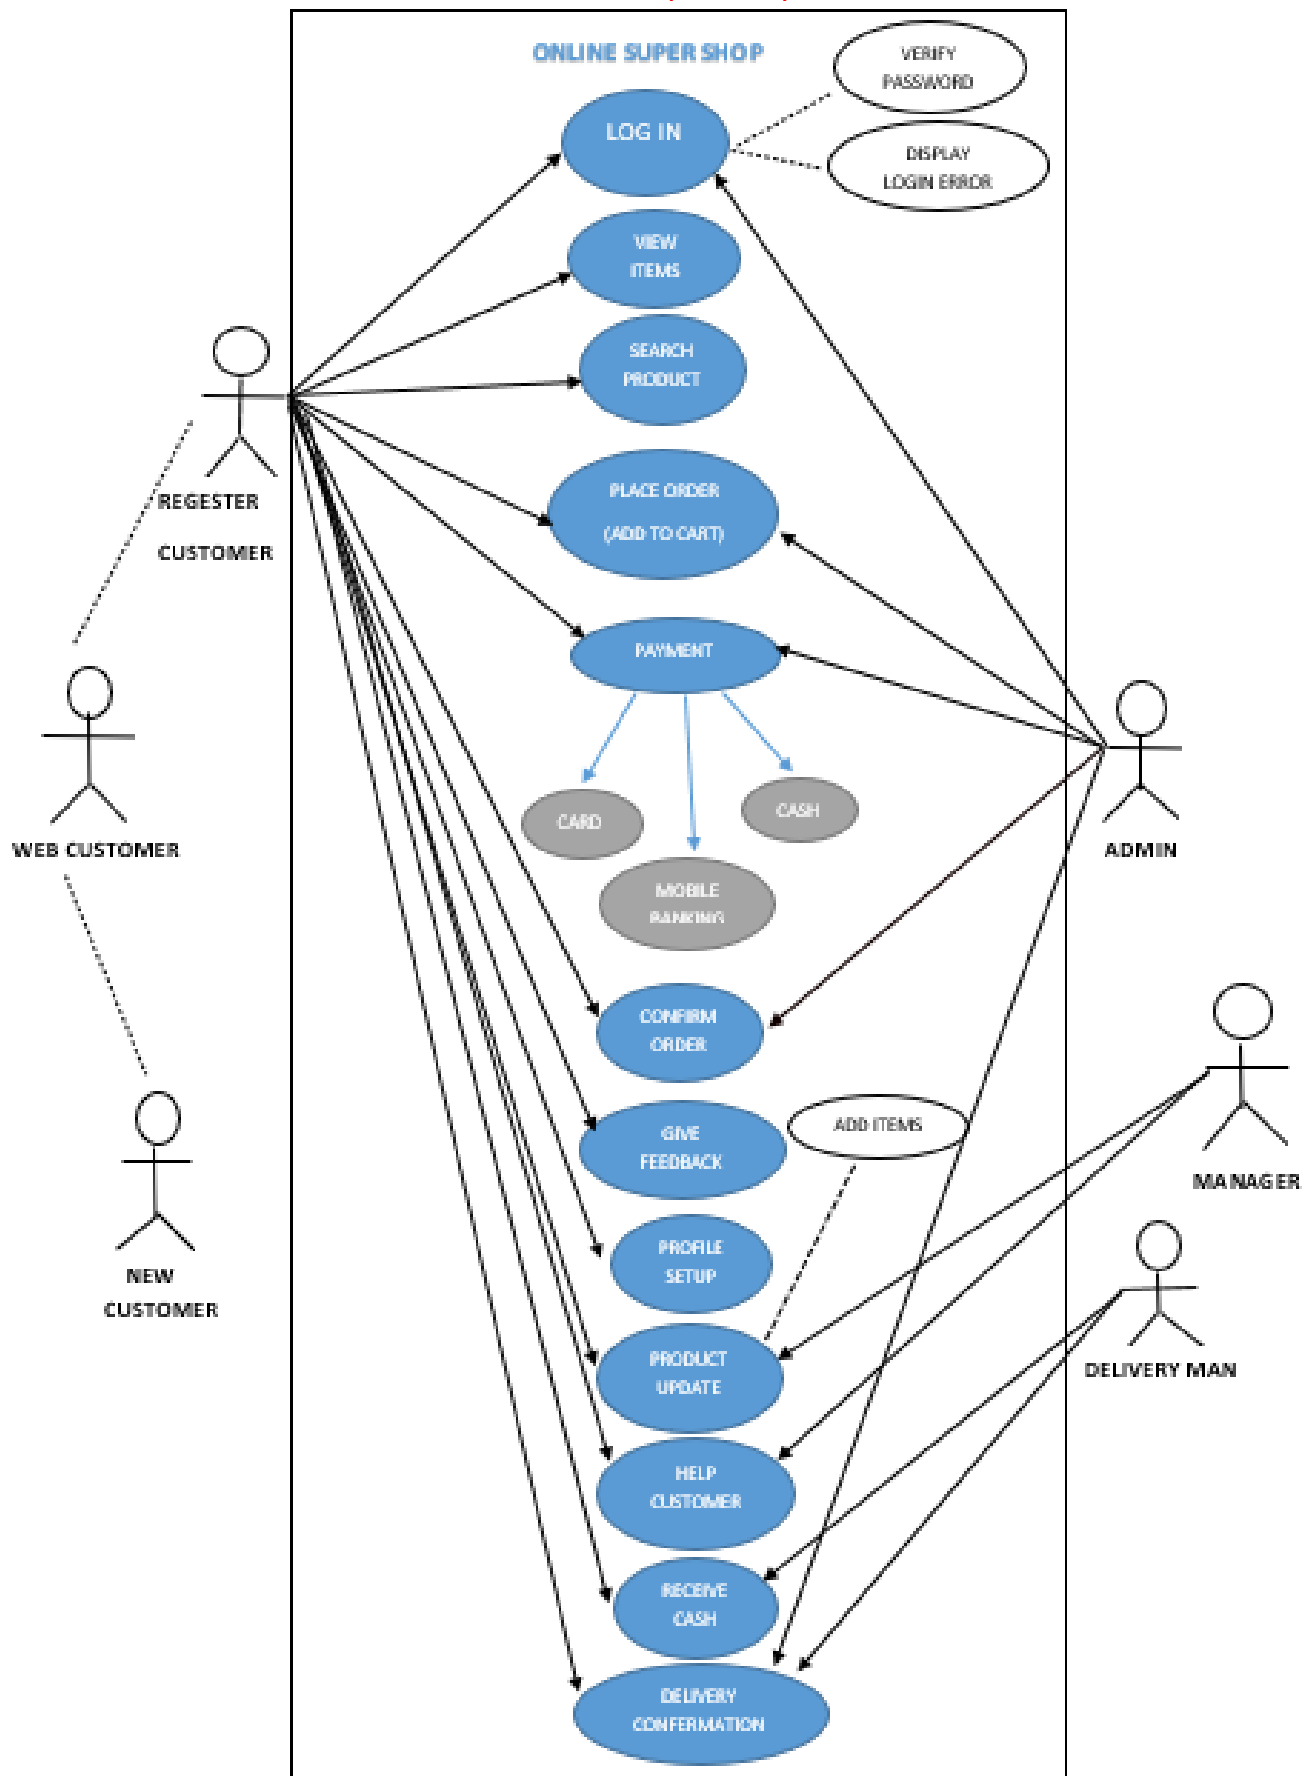 ONLINE SUPER SHOP
VERIFY
PASSWORD
LOG IN
DISPLAY
LOGIN ERROR
VIEW
ITEMS
SEARCH
PRODUCT
REGESTER
CUSTOMER
PLACE ORDER
(ADD TO CART)
PAYMENT
CARD
CASH
MOBILE
BANKING
WEB CUSTOMER
ADMIN
CONFIRM
ORDER
GIVE
FEEDBACK
ADD ITEMS
MANAGER
PROFILE
SETUP
NEW
CUSTOMER
PRODUCT
UPDATE
DELIVERY MAN
HELP
CUSTOMER
RECEIVE
CASH
DELIVERY
CONFERMATION